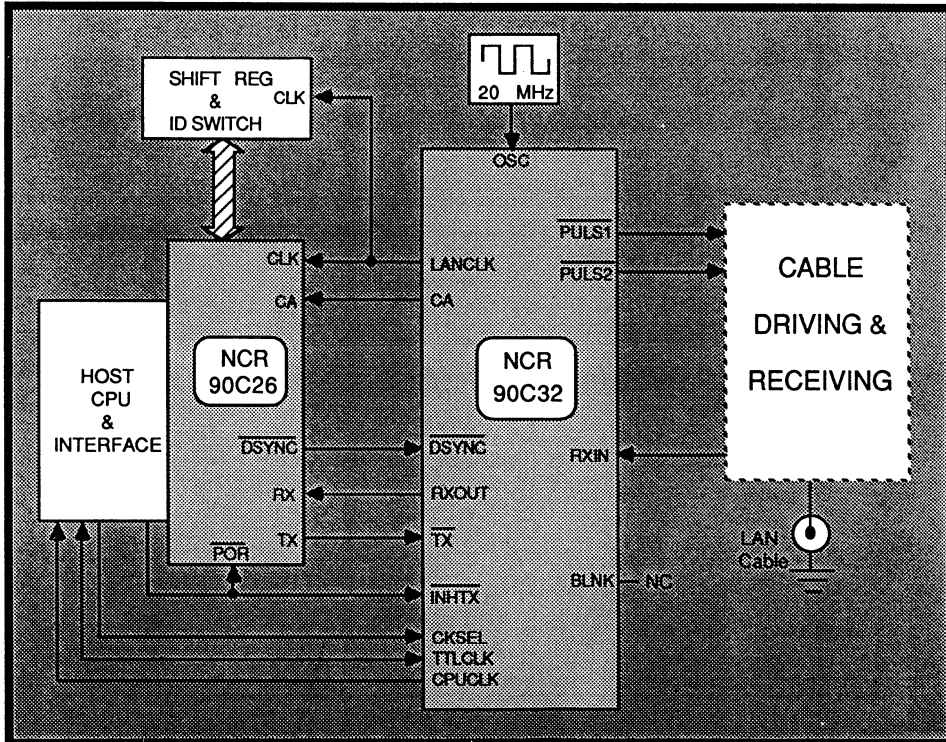 SHIFT REG
&
ID SWITCH
CLK
20 MHz
OSC
CLK
CA
NCR
90C26
DSYNC
RX
TX
POR
HOST
CPU
&
INTERFACE
LANCLK
CA
NCR
90C32
DSYNC
RXOUT
TX
INHTX
CKSEL
TTLCLK
CPUCLK
PULS1
PULS2
RXIN
BLNK
NC
CABLE
DRIVING &
RECEIVING
LAN
Cable